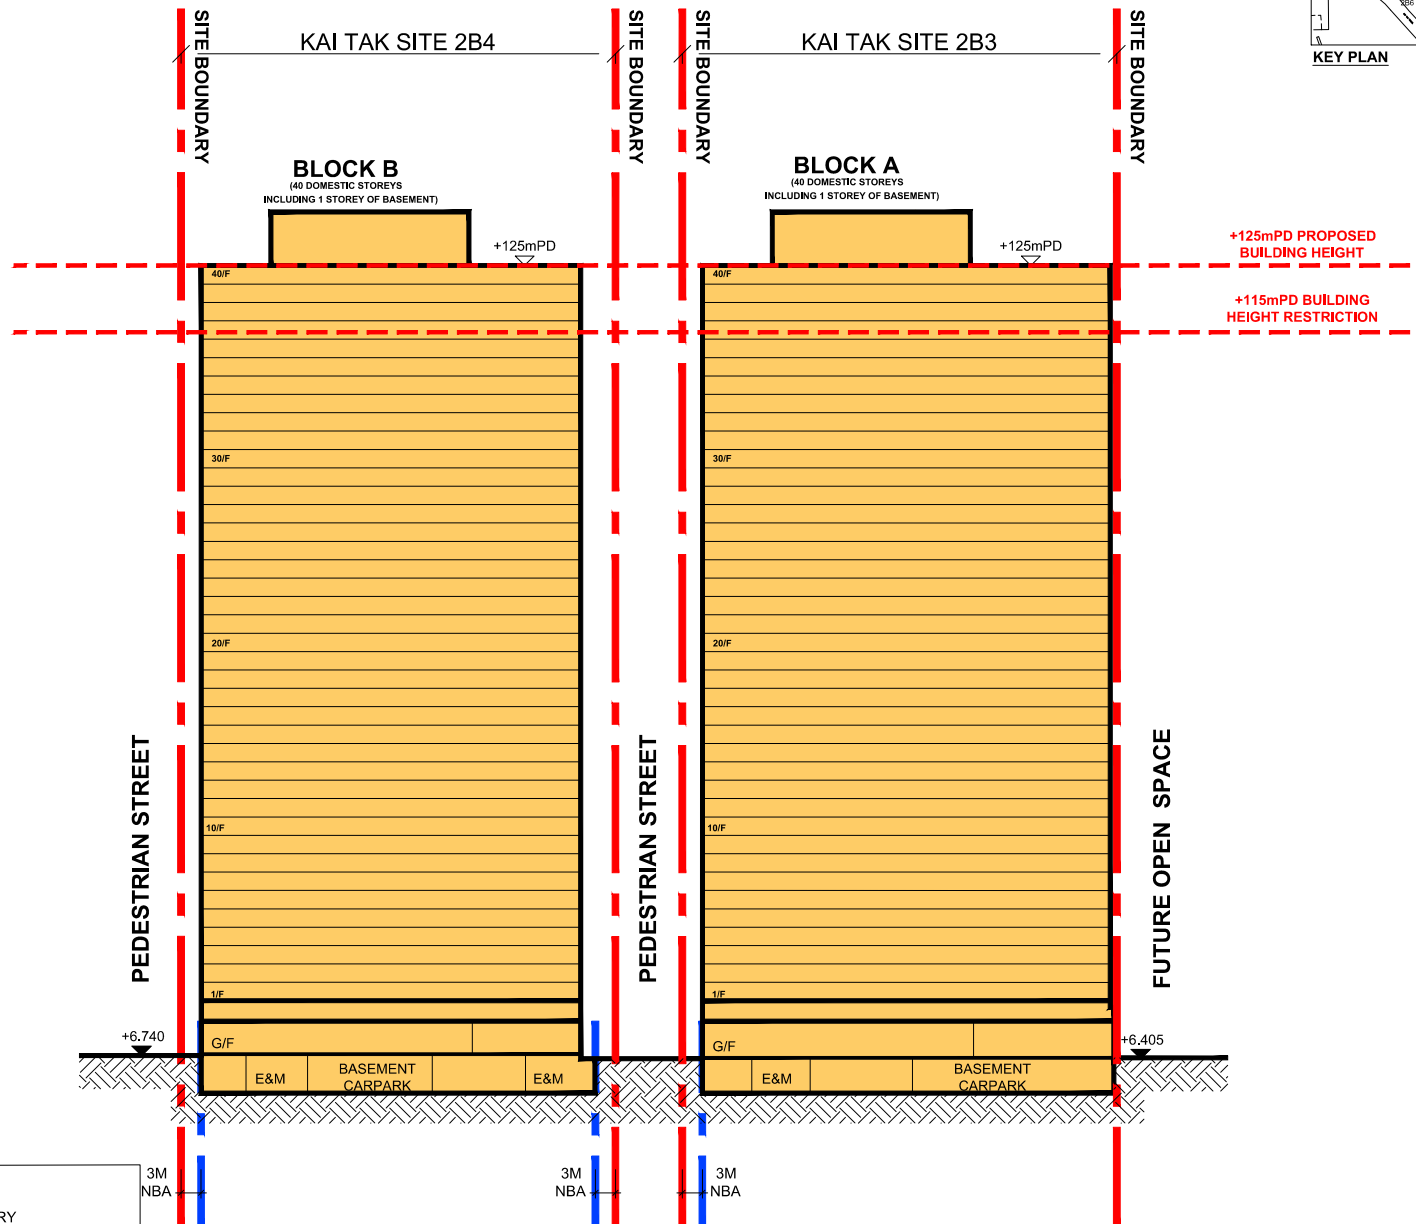 SITE BOUNDARY
KAI TAK SITE 2B4
SITE BOUNDARY
SITE BOUNDARY
KAI TAK SITE 2B3
SITE BOUNDARY
2B6
KEY PLAN
BLOCK B
(40 DOMESTIC STOREYS
INCLUDING 1 STOREY OF BASEMENT)
BLOCK A
(40 DOMESTIC STOREYS
INCLUDING 1 STOREY OF BASEMENT)
+125mPD
+125mPD
+125mPD PROPOSED
BUILDING HEIGHT
40/F
40/F
+115mPD BUILDING
HEIGHT RESTRICTION
30/F
30/F
20/F
20/F
PEDESTRIAN STREET
PEDESTRIAN STREET
FUTURE OPEN SPACE
10/F
10/F
1/F
1/F
+6.740
G/F
G/F
+6.405
E&M
BASEMENT
CARPARK
E&M
E&M
BASEMENT
CARPARK
3M
NBA
3M
NBA
3M
NBA
RY